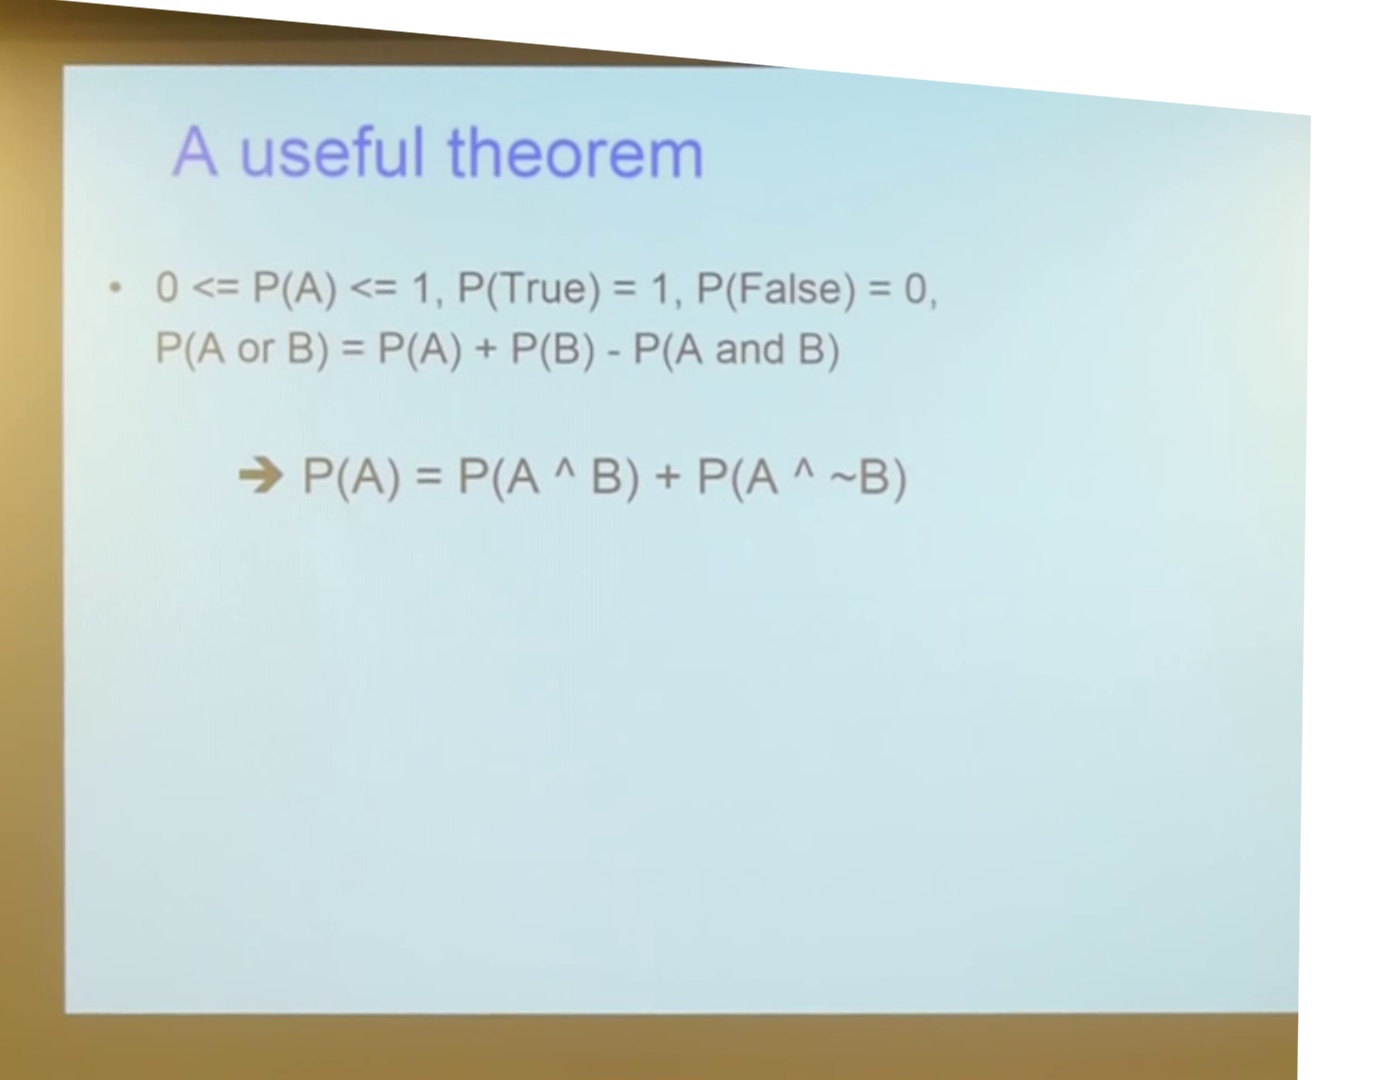 A useful theorem
• 0 <= P(A) <= 1, P(True) = 1, P(False) = 0,
P(A or B) = P(A) + P(B) - P(A and B)
➔ P(A) = P(A ^ B) + P(A ^ ~B)